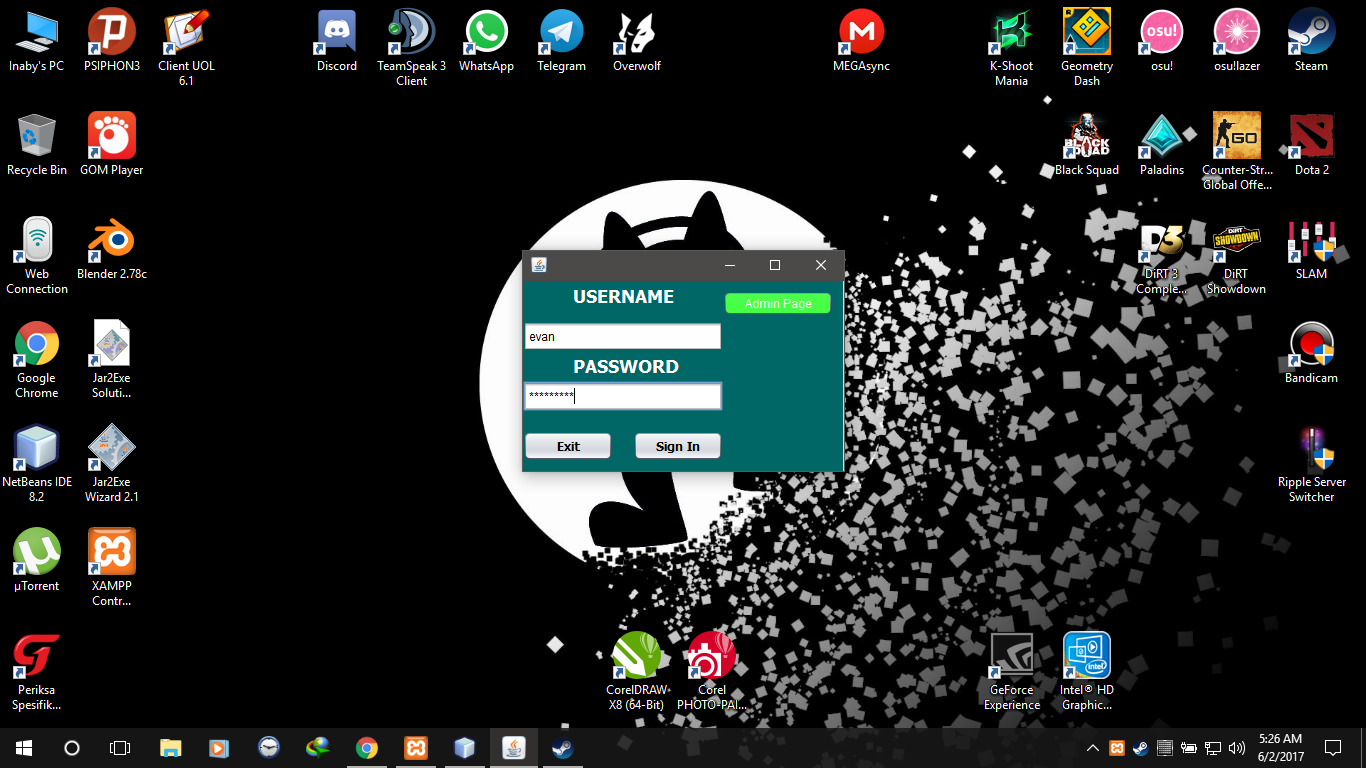 Inaby's PC
PSIPHON3
Client UOL
6.1
Discord
TeamSpeak 3
Client
WhatsApp
Telegram
Overwolf
MEGAsync
K-Shoot
Mania
Geometry
Dash
osu!
osu!
osu!lazer
Steam
Recycle Bin
GOM Player
BLACK
SQUAD
Black Squad
Paladins
GO
Counter-Str...
Global Offe...
Dota 2
Web
Connection
Blender 2.78c
D3
DiRT 3
Comple...
DiRT
SHOWDOWN
DiRT
Showdown
SLAM
USERNAME
Admin Page
evan
PASSWORD
*********
Exit
Sign In
Google
Chrome
Jar2Exe
Soluti...
Bandicam
NetBeans IDE
8.2
Jar2Exe
Wizard 2.1
Ripple Server
Switcher
µTorrent
XAMPP
Contr...
Periksa
Spesifik...
CorelDRAW
X8 (64-Bit)
Corel
PHOTO-PAI...
GeForce
Experience
intel
Intel® HD
Graphic...
5:26 AM
6/2/2017